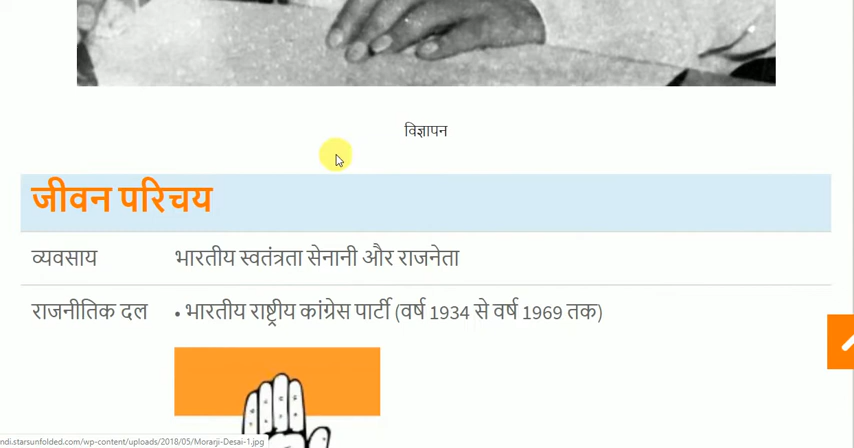 विज्ञापन
जीवन परिचय
व्यवसाय भारतीय स्वतंत्रता सेनानी और राजनेता
राजनीतिक दल • भारतीय राष्ट्रीय कांग्रेस पार्टी (वर्ष 1934 से वर्ष 1969 तक)
ndi.starsunfolded.com/wp-content/uploads/2018/05/Morarji-Desai-1.jpg